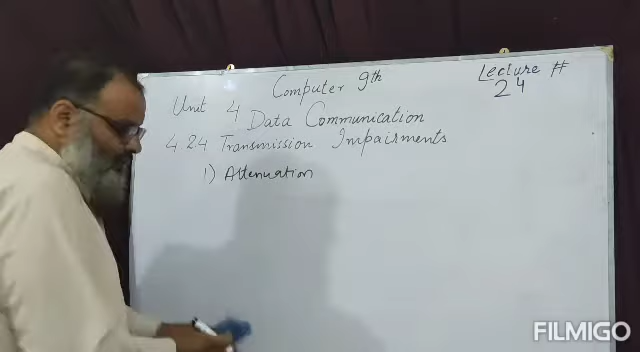 Computer 9th
Lecture #
24
Unit 4 Data Communication
4 24 Transmission Impairments
1) Attenuation
FILMIGO